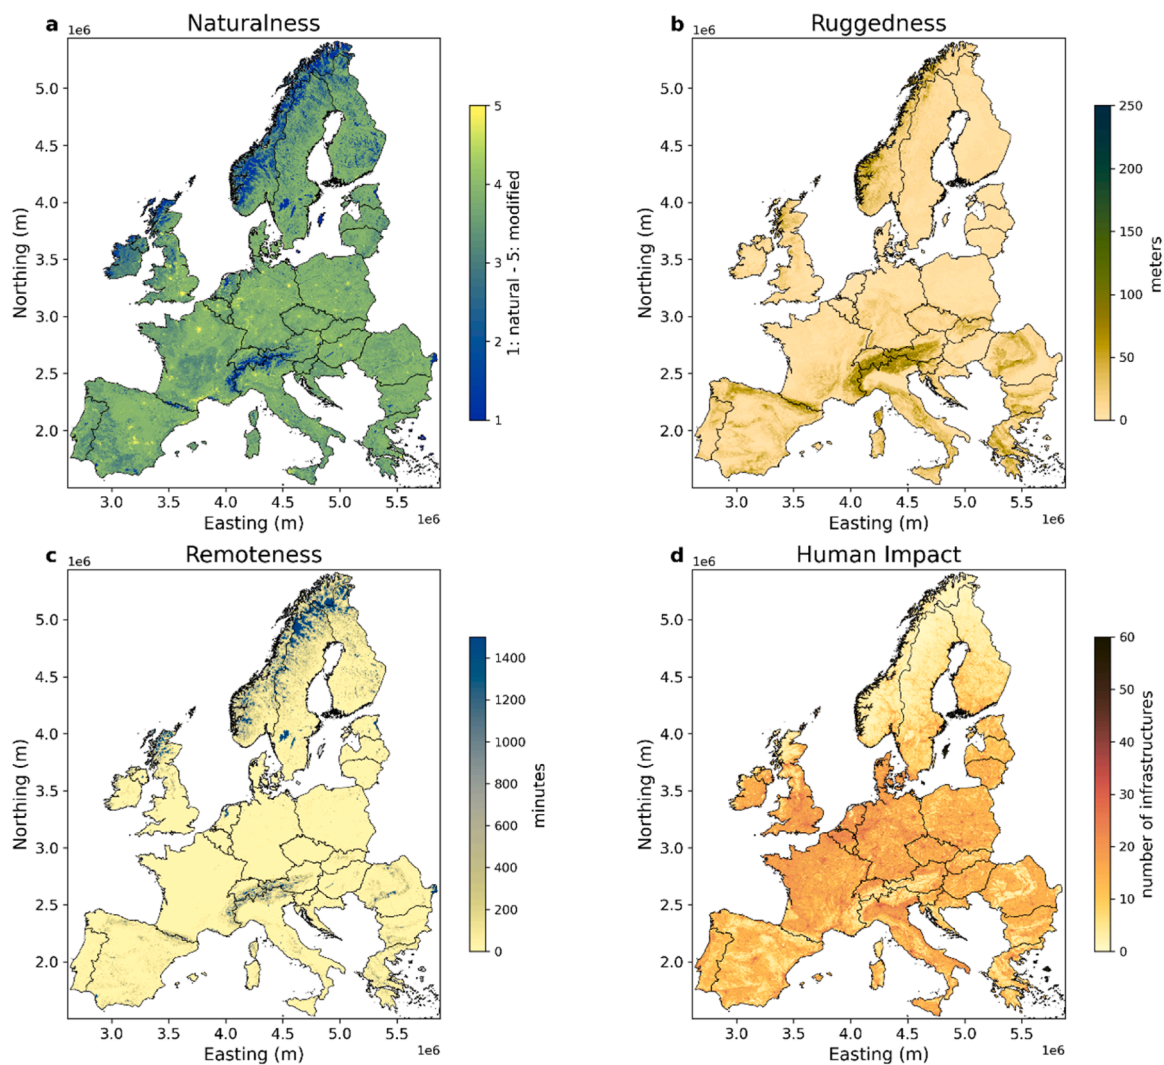 a Naturalness
1e6
5.0
4.5
4.0
3.5
3.0
2.5
2.0
Northing (m)
3.0 3.5 4.0 4.5 5.0 5.5
Easting (m) 1e6
5
4
3
2
1
1: natural - 5: modified
b Ruggedness
1e6
5.0
4.5
4.0
3.5
3.0
2.5
2.0
Northing (m)
3.0 3.5 4.0 4.5 5.0 5.5
Easting (m) 1e6
250
200
150
100
50
0
meters
c Remoteness
1e6
5.0
4.5
4.0
3.5
3.0
2.5
2.0
Northing (m)
3.0 3.5 4.0 4.5 5.0 5.5
Easting (m) 1e6
1400
1200
1000
800
600
400
200
0
minutes
d Human Impact
1e6
5.0
4.5
4.0
3.5
3.0
2.5
2.0
Northing (m)
3.0 3.5 4.0 4.5 5.0 5.5
Easting (m) 1e6
60
50
40
30
20
10
0
number of infrastructures